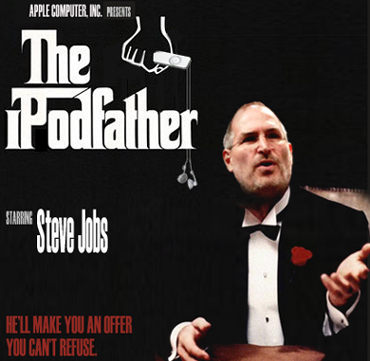 APPLE COMPUTER, INC. PRESENTS
The
iPodfather
STARRING Steve Jobs
HE'LL MAKE YOU AN OFFER
YOU CAN'T REFUSE.